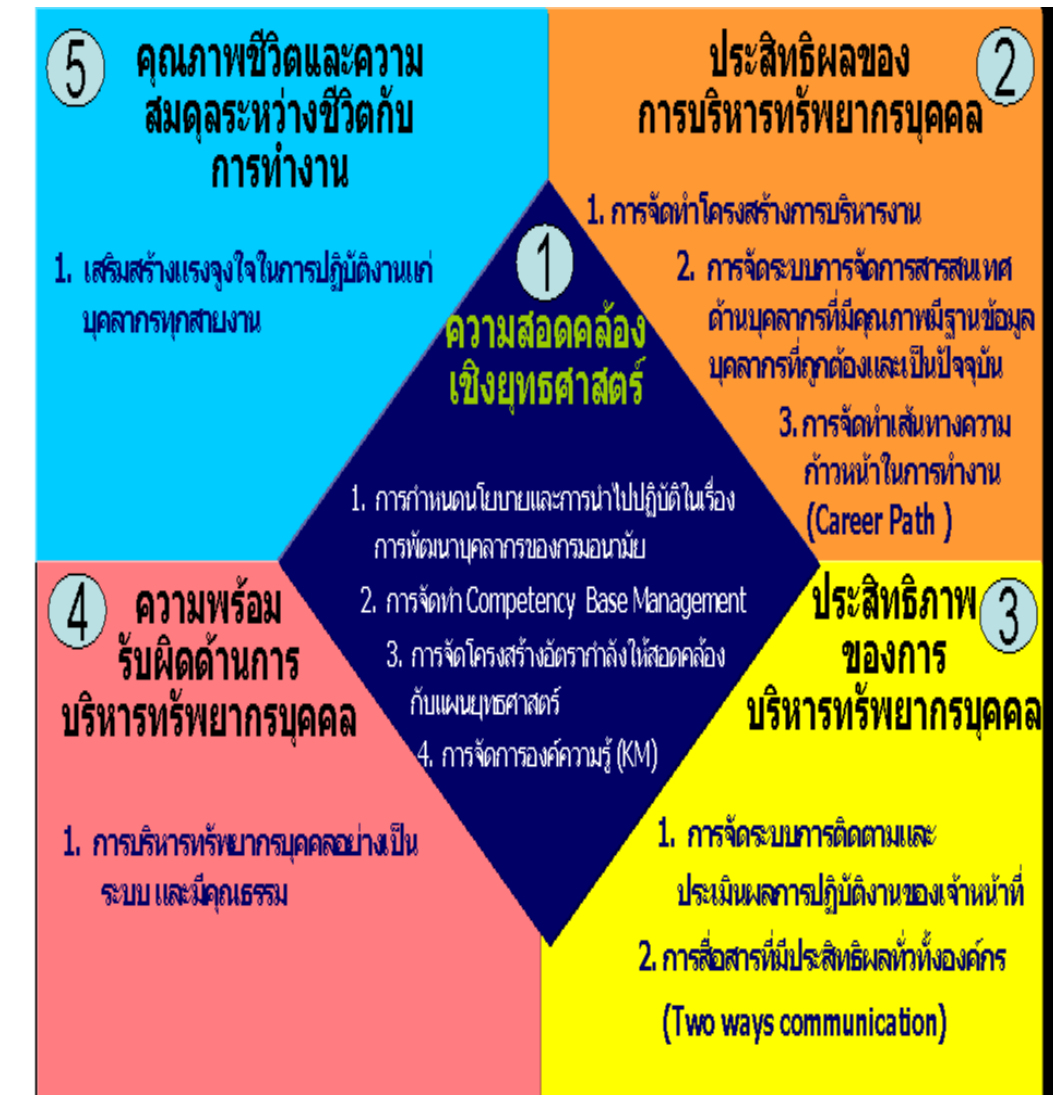 5
คุณภาพชีวิตและความ
สมดุลระหว่างชีวิตกับ
การทำงาน
1. เสริมสร้างแรงจูงใจในการปฏิบัติงานแก่
บุคลากรทุกสายงาน
2
ประสิทธิผลของ
การบริหารทรัพยากรบุคคล
1. การจัดทำโครงสร้างการบริหารงาน
2. การจัดระบบการจัดการสารสนเทศ
ด้านบุคลากรที่มีคุณภาพมีฐานข้อมูล
บุคลากรที่ถูกต้องและเป็นปัจจุบัน
3. การจัดทำเส้นทางความ
ก้าวหน้าในการทำงาน
(Career Path )
1
ความสอดคล้อง
เชิงยุทธศาสตร์
1. การกำหนดนโยบายและการนำไปปฏิบัติในเรื่อง
การพัฒนาบุคลากรของกรมอนามัย
2. การจัดทำ Competency Base Management
3. การจัดโครงสร้างอัตรากำลังให้สอดคล้อง
กับแผนยุทธศาสตร์
4. การจัดการองค์ความรู้ (KM)
4
ความพร้อม
รับผิดด้านการ
บริหารทรัพยากรบุคคล
1. การบริหารทรัพยากรบุคคลอย่างเป็น
ระบบ และมีคุณธรรม
3
ประสิทธิภาพ
ของการ
บริหารทรัพยากรบุคคล
1. การจัดระบบการติดตามและ
ประเมินผลการปฏิบัติงานของเจ้าหน้าที่
2. การสื่อสารที่มีประสิทธิผลทั่วทั้งองค์กร
(Two ways communication)